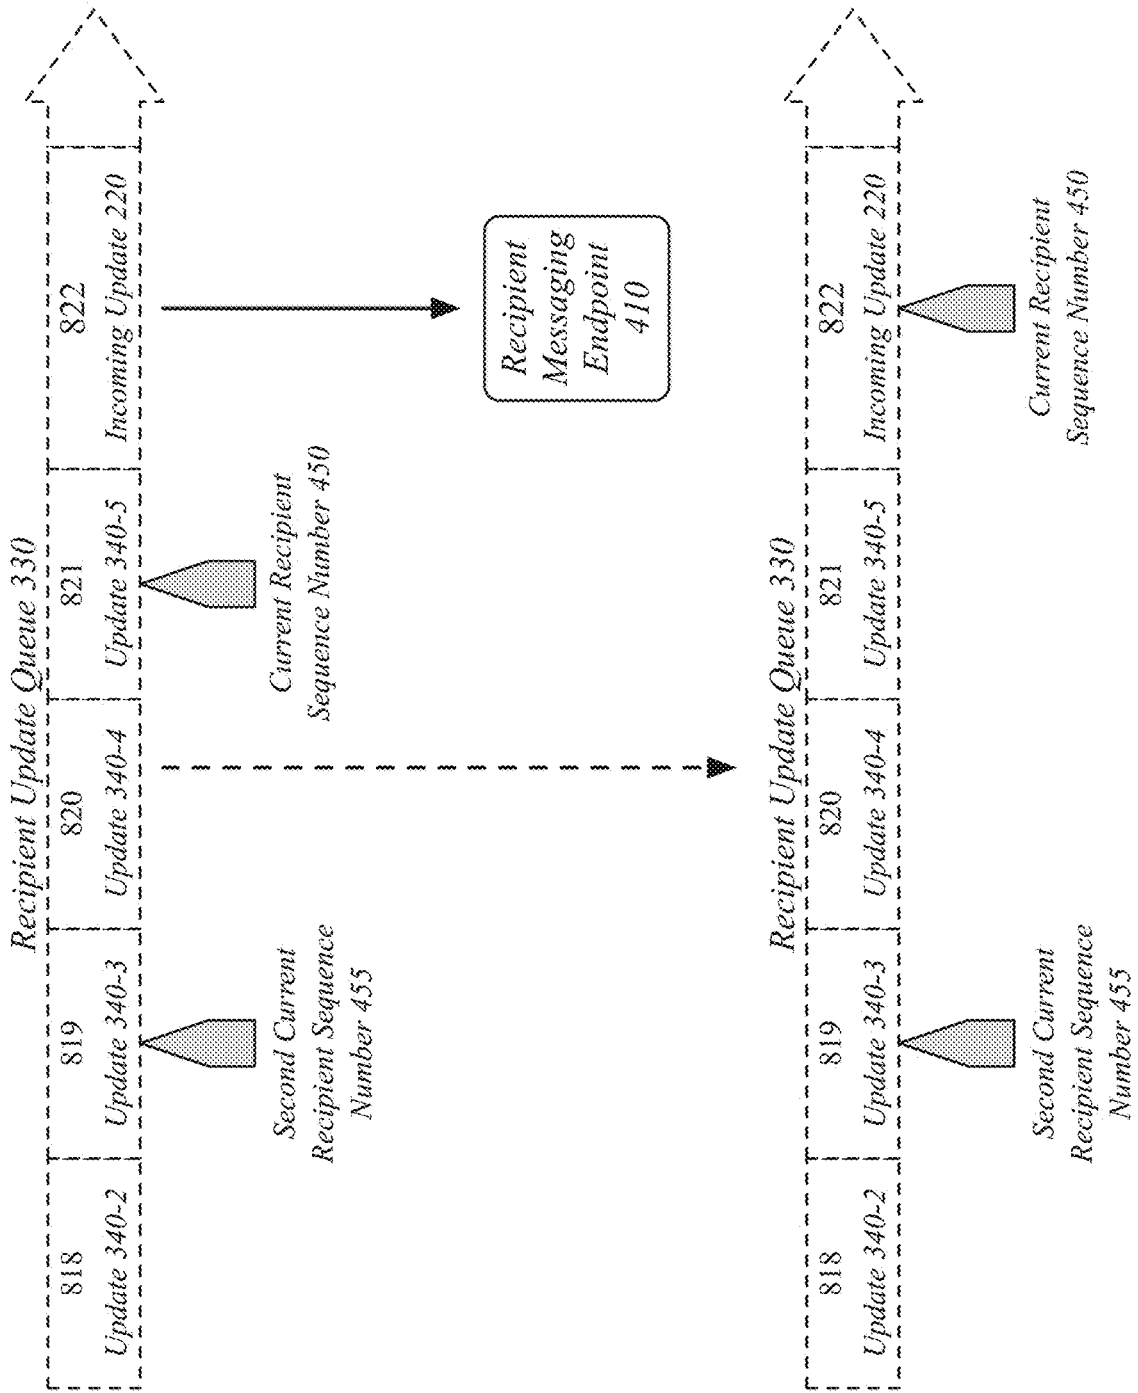 Recipient Update Queue 330
818
Update 340-2
819
Update 340-3
820
Update 340-4
821
Update 340-5
822
Incoming Update 220
Second Current
Recipient Sequence
Number 455
Current Recipient
Sequence Number 450
Recipient
Messaging
Endpoint
410
Recipient Update Queue 330
818
Update 340-2
819
Update 340-3
820
Update 340-4
821
Update 340-5
822
Incoming Update 220
Second Current
Recipient Sequence
Number 455
Current Recipient
Sequence Number 450